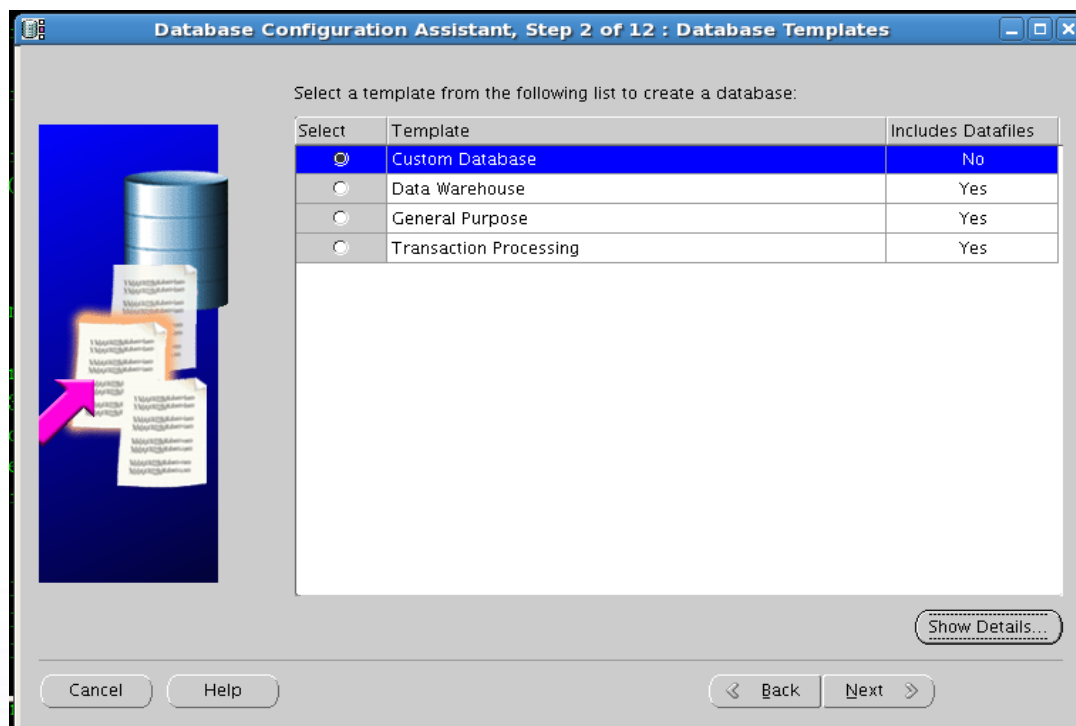 Database Configuration Assistant, Step 2 of 12 : Database Templates
Select a template from the following list to create a database:
Select Template Includes Datafiles
Custom Database No
Data Warehouse Yes
General Purpose Yes
Transaction Processing Yes
Show Details...
Cancel Help Back Next